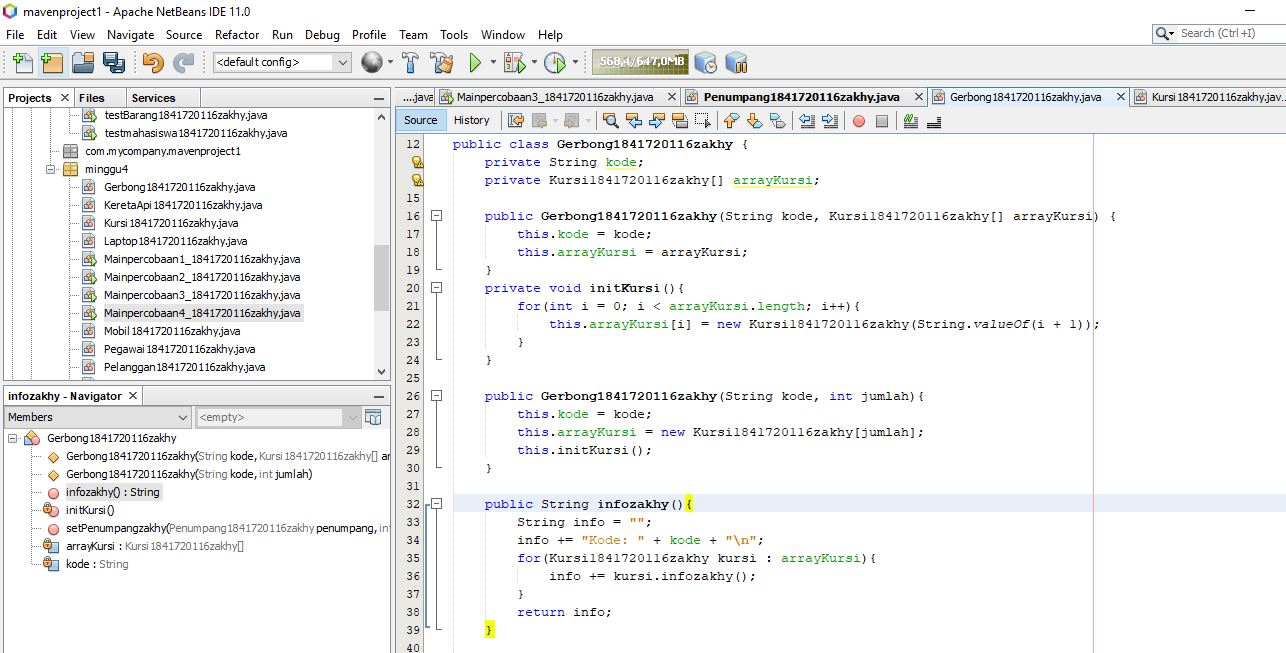 mavenproject1 - Apache NetBeans IDE 11.0
File Edit View Navigate Source Refactor Run Debug Profile Team Tools Window Help
Search (Ctrl+I)
<default config>
568,4/647,0MB
Projects Files Services
testBarang1841720116zakhy.java
testmahasiswa1841720116zakhy.java
com.mycompany.mavenproject1
minggu4
Gerbong1841720116zakhy.java
KeretaApi1841720116zakhy.java
Kursi1841720116zakhy.java
Laptop1841720116zakhy.java
Mainpercobaan1_1841720116zakhy.java
Mainpercobaan2_1841720116zakhy.java
Mainpercobaan3_1841720116zakhy.java
Mainpercobaan4_1841720116zakhy.java
Mobil1841720116zakhy.java
Pegawai1841720116zakhy.java
Pelanggan1841720116zakhy.java
infozakhy - Navigator
Members <empty>
Gerbong1841720116zakhy
Gerbong1841720116zakhy(String kode, Kursi1841720116zakhy[] ar
Gerbong1841720116zakhy(String kode, int jumlah)
infozakhy() : String
initKursi()
setPenumpangzakhy(Penumpang1841720116zakhy penumpang, in
arrayKursi : Kursi1841720116zakhy[]
kode : String
...java Mainpercobaan3_1841720116zakhy.java Penumpang1841720116zakhy.java Gerbong1841720116zakhy.java Kursi1841720116zakhy.jav...
Source History
12 public class Gerbong1841720116zakhy {
private String kode;
private Kursi1841720116zakhy[] arrayKursi;
15
16 public Gerbong1841720116zakhy(String kode, Kursi1841720116zakhy[] arrayKursi) {
17 this.kode = kode;
18 this.arrayKursi = arrayKursi;
19 }
20 private void initKursi(){
21 for(int i = 0; i < arrayKursi.length; i++){
22 this.arrayKursi[i] = new Kursi1841720116zakhy(String.valueOf(i + 1));
23 }
24 }
25
26 public Gerbong1841720116zakhy(String kode, int jumlah){
27 this.kode = kode;
28 this.arrayKursi = new Kursi1841720116zakhy[jumlah];
29 this.initKursi();
30 }
31
32 public String infozakhy(){
33 String info = "";
34 info += "Kode: " + kode + "\n";
35 for(Kursi1841720116zakhy kursi : arrayKursi){
36 info += kursi.infozakhy();
37 }
38 return info;
39 }
40